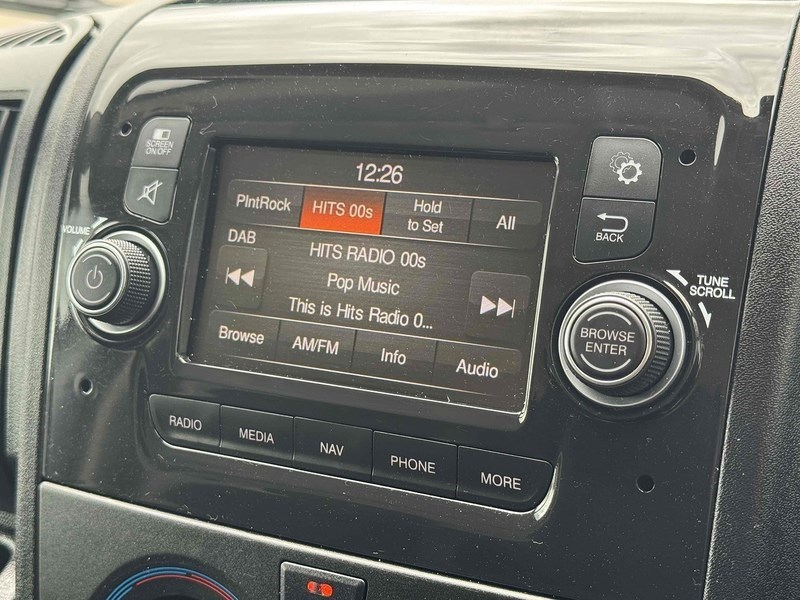 SCREEN
ON/OFF
12:26
PlntRock
HITS 00s
Hold
to Set
All
BACK
VOLUME
DAB
HITS RADIO 00s
Pop Music
This is Hits Radio 0...
TUNE
SCROLL
BROWSE
ENTER
Browse
AM/FM
Info
Audio
RADIO
MEDIA
NAV
PHONE
MORE